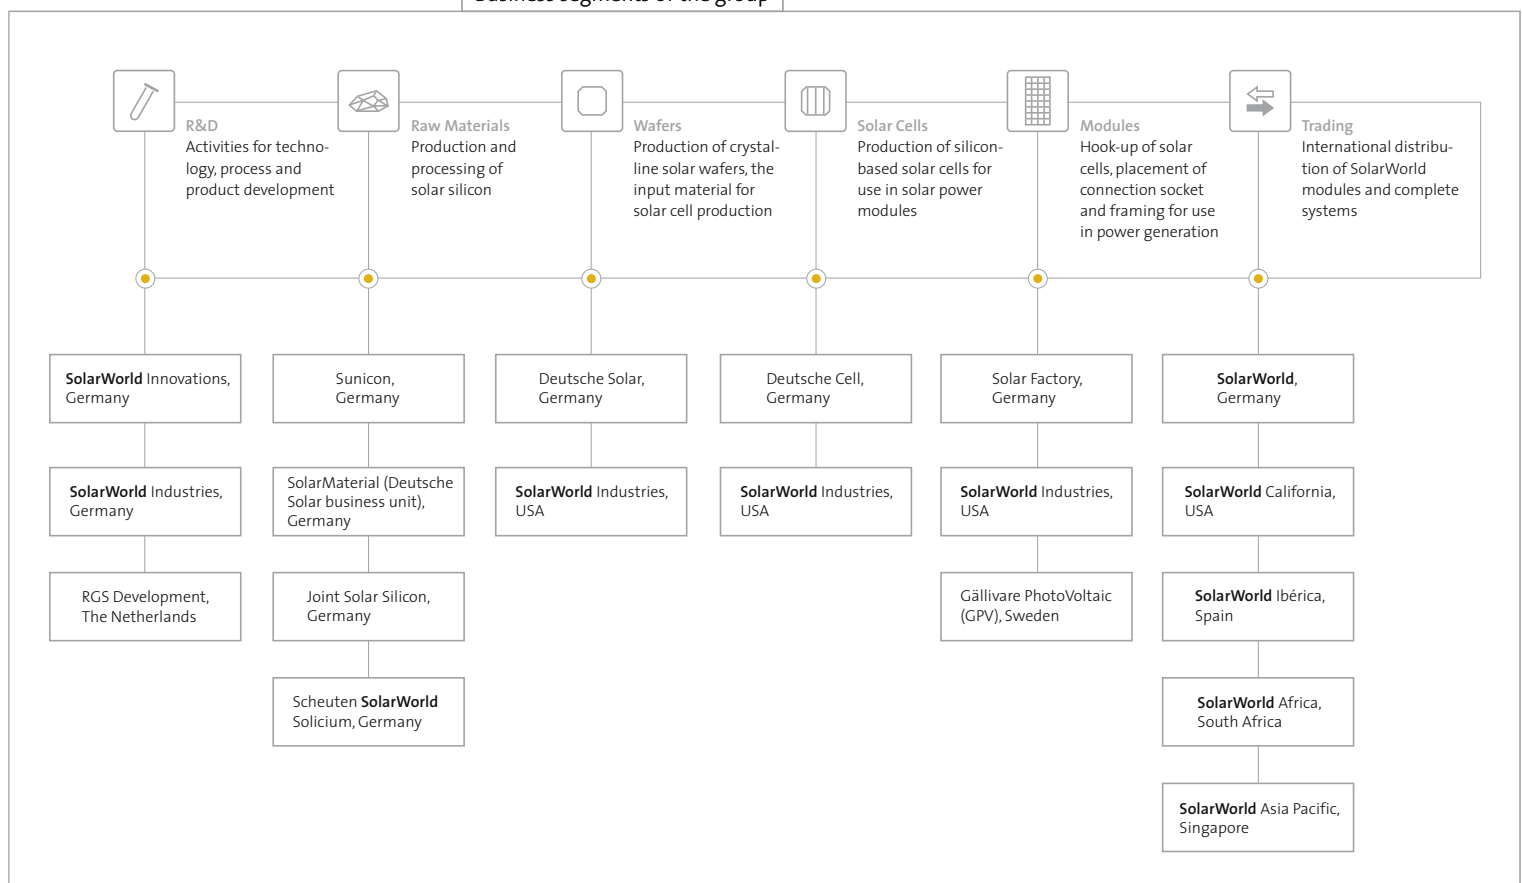 Business segments of the group
R&D
Activities for techno-
logy, process and
product development
Raw Materials
Production and
processing of
solar silicon
Wafers
Production of crystal-
line solar wafers, the
input material for
solar cell production
Solar Cells
Production of silicon-
based solar cells for
use in solar power
modules
Modules
Hook-up of solar
cells, placement of
connection socket
and framing for use
in power generation
Trading
International distribu-
tion of SolarWorld
modules and complete
systems
SolarWorld Innovations,
Germany
SolarWorld Industries,
Germany
RGS Development,
The Netherlands
Sunicon,
Germany
SolarMaterial (Deutsche
Solar business unit),
Germany
Joint Solar Silicon,
Germany
Scheuten SolarWorld
Solicium, Germany
Deutsche Solar,
Germany
SolarWorld Industries,
USA
Deutsche Cell,
Germany
SolarWorld Industries,
USA
Solar Factory,
Germany
SolarWorld Industries,
USA
Gällivare PhotoVoltaic
(GPV), Sweden
SolarWorld,
Germany
SolarWorld California,
USA
SolarWorld Ibérica,
Spain
SolarWorld Africa,
South Africa
SolarWorld Asia Pacific,
Singapore